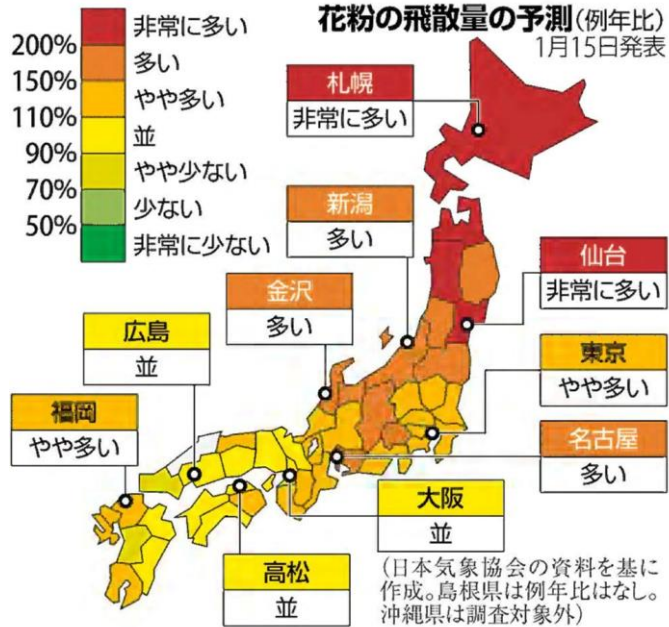 花粉の飛散量の予測(例年比)
1月15日発表
非常に多い
200%
多い
150%
やや多い
110%
並
90%
やや少ない
70%
少ない
50%
非常に少ない
札幌
非常に多い
新潟
多い
仙台
非常に多い
金沢
多い
広島
並
東京
やや多い
福岡
やや多い
名古屋
多い
大阪
並
高松
並
(日本気象協会の資料を基に
作成。島根県は例年比はなし。
沖縄県は調査対象外)